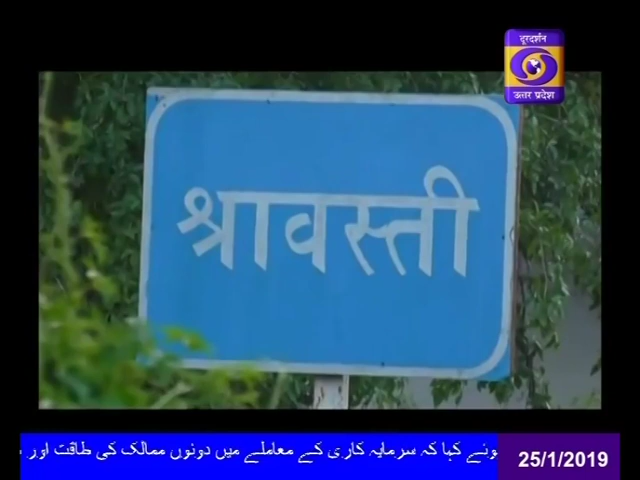 दूरदर्शन
उत्तर प्रदेश
श्रावस्ती
ہوئے کہا کہ سرمایہ کاری کے معاملے میں دونوں ممالک کی طاقت اور
25/1/2019